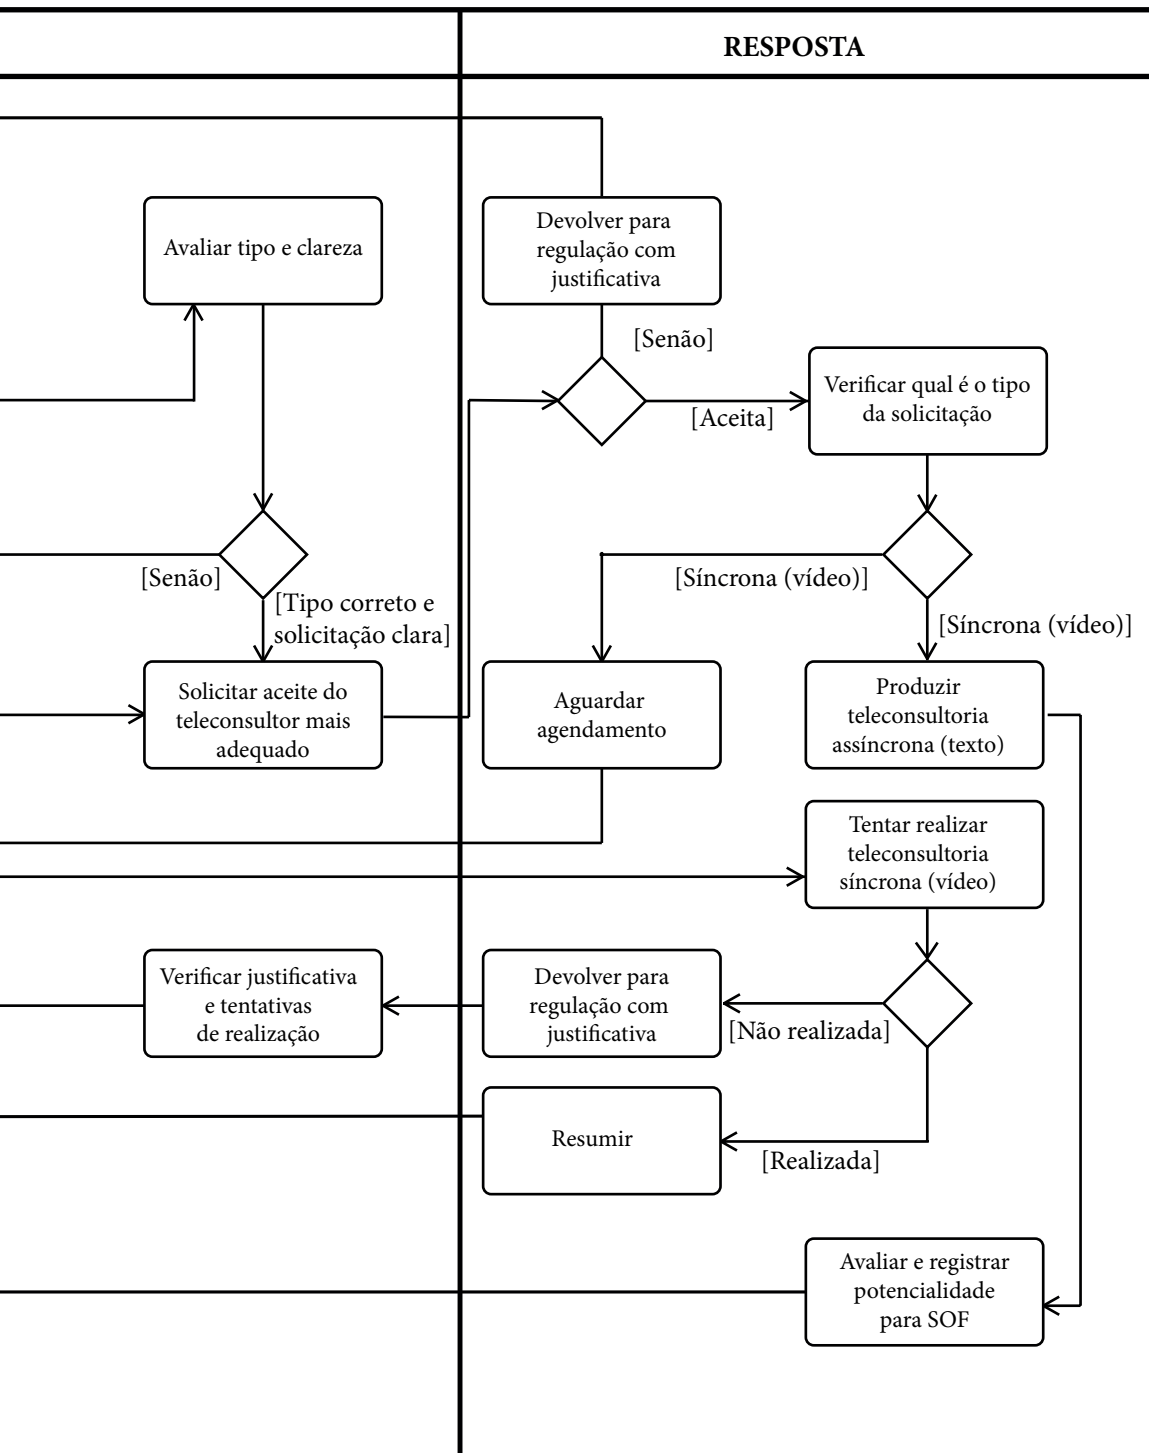 RESPOSTA
Avaliar tipo e clareza
Devolver para
regulação com
justificativa
[Senão]
Verificar qual é o tipo
da solicitação
[Aceita]
[Senão]
[Tipo correto e
solicitação clara]
[Síncrona (vídeo)]
[Síncrona (vídeo)]
Solicitar aceite do
teleconsultor mais
adequado
Aguardar
agendamento
Produzir
teleconsultoria
assíncrona (texto)
Tentar realizar
teleconsultoria
síncrona (vídeo)
Verificar justificativa
e tentativas
de realização
Devolver para
regulação com
justificativa
[Não realizada]
Resumir
[Realizada]
Avaliar e registrar
potencialidade
para SOF